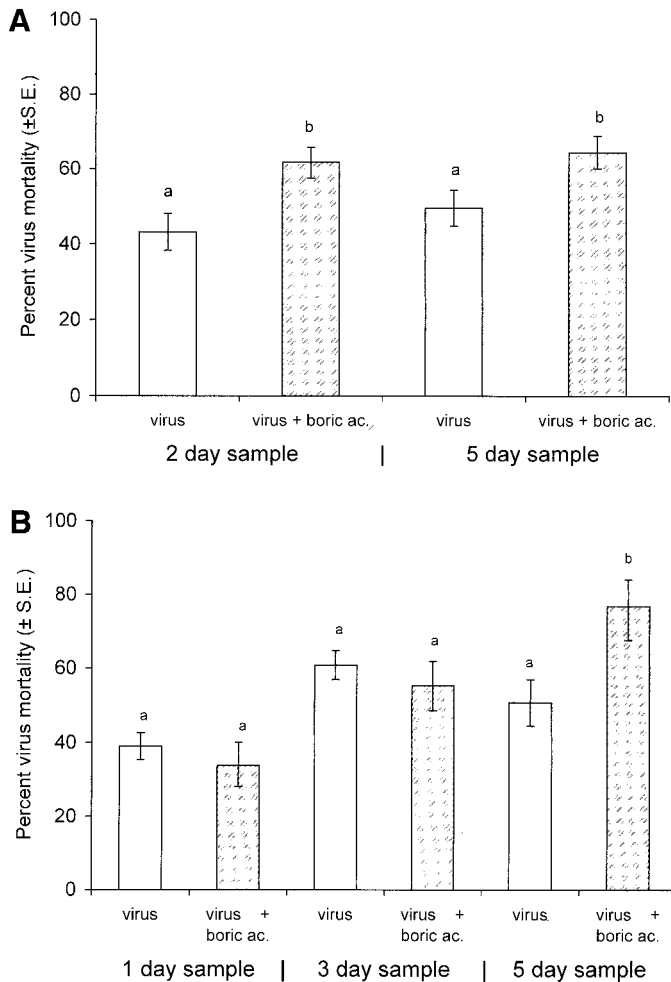 A
Percent virus mortality (±S.E.)
100
80
60
40
20
0
a
b
a
b
virus virus + boric ac. virus virus + boric ac.
2 day sample | 5 day sample
B
Percent virus mortality (± S.E.)
100
80
60
40
20
0
a
a
a
a
a
b
virus virus + virus virus + virus virus +
boric ac. boric ac. boric ac.
1 day sample | 3 day sample | 5 day sample